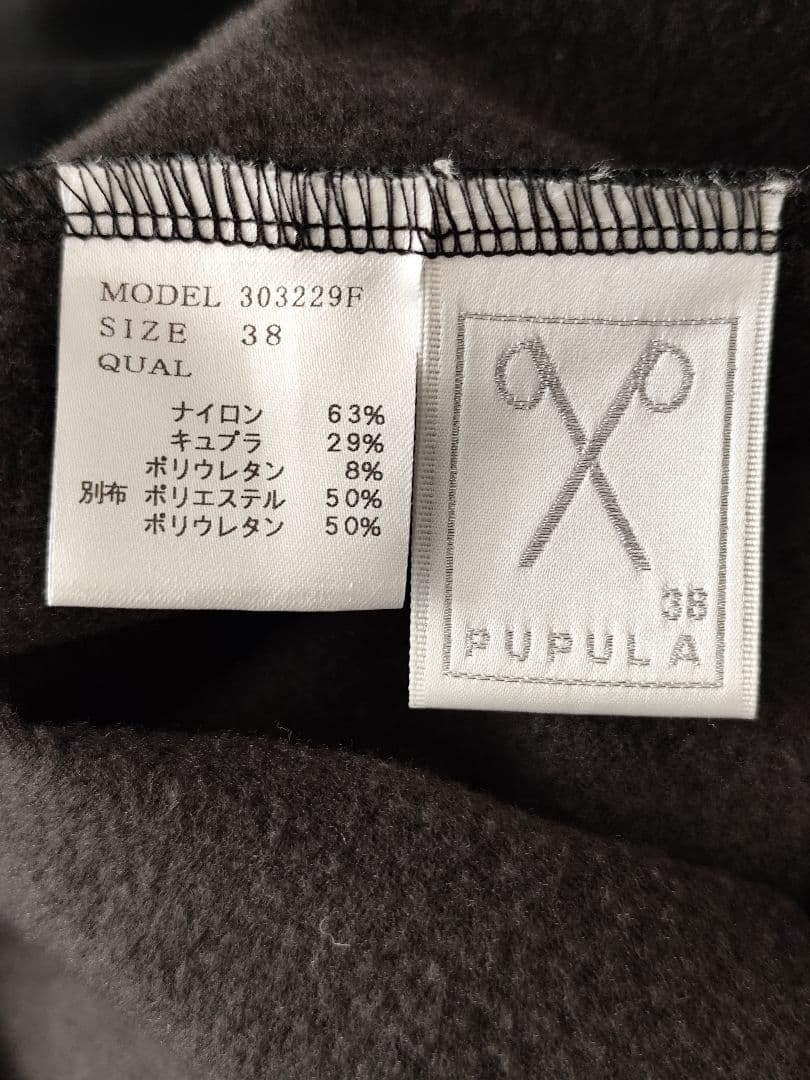 MODEL 303229F
SIZE 38
QUAL
ナイロン 63%
キュプラ 29%
ポリウレタン 8%
別布 ポリエステル 50%
ポリウレタン 50%
38
PUPULA